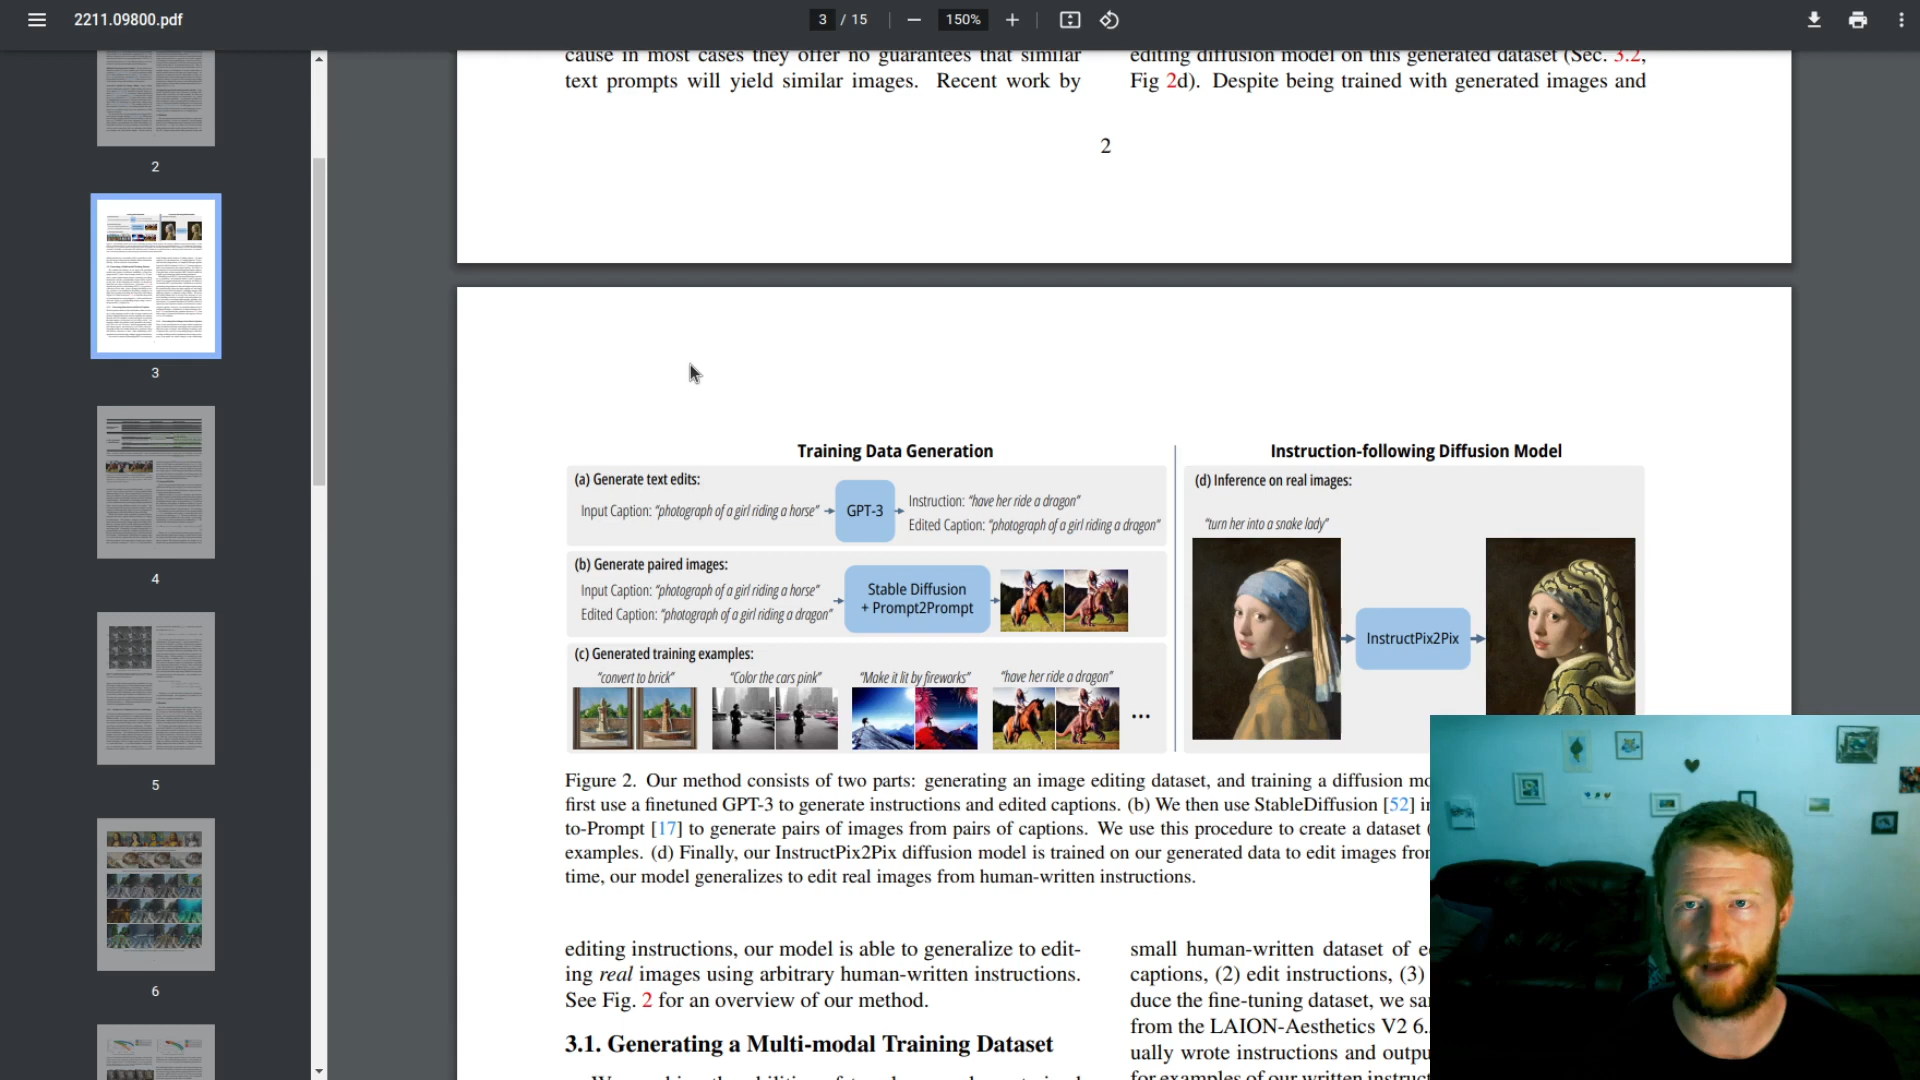 2211.09800.pdf
3 / 15
150%
2
3
4
5
6
cause in most cases they offer no guarantees that similar
text prompts will yield similar images. Recent work by
editing diffusion model on this generated dataset (Sec. 3.2,
Fig 2d). Despite being trained with generated images and
2
Training Data Generation
(a) Generate text edits:
Input Caption: "photograph of a girl riding a horse"
GPT-3
Instruction: "have her ride a dragon"
Edited Caption: "photograph of a girl riding a dragon"
(b) Generate paired images:
Input Caption: "photograph of a girl riding a horse"
Edited Caption: "photograph of a girl riding a dragon"
Stable Diffusion
+ Prompt2Prompt
(c) Generated training examples:
"convert to brick"
"Color the cars pink"
"Make it lit by fireworks"
"have her ride a dragon"
...
Instruction-following Diffusion Model
(d) Inference on real images:
"turn her into a snake lady"
InstructPix2Pix
Figure 2. Our method consists of two parts: generating an image editing dataset, and training a diffusion
first use a finetuned GPT-3 to generate instructions and edited captions. (b) We then use StableDiffusion [52]
to-Prompt [17] to generate pairs of images from pairs of captions. We use this procedure to create a dataset
examples. (d) Finally, our InstructPix2Pix diffusion model is trained on our generated data to edit images
time, our model generalizes to edit real images from human-written instructions.
editing instructions, our model is able to generalize to edit-
ing real images using arbitrary human-written instructions.
See Fig. 2 for an overview of our method.
3.1. Generating a Multi-modal Training Dataset
small human-written dataset of
captions, (2) edit instructions, (3)
duce the fine-tuning dataset, we
from the LAION-Aesthetics V2 6.
ually wrote instructions and
for examples of our written